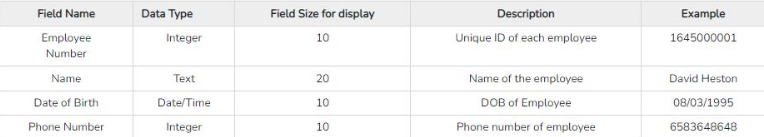 Field Name Data Type Field Size for display Description Example
Employee Number Integer 10 Unique ID of each employee 1645000001
Name Text 20 Name of the employee David Heston
Date of Birth Date/Time 10 DOB of Employee 08/03/1995
Phone Number Integer 10 Phone number of employee 6583648648